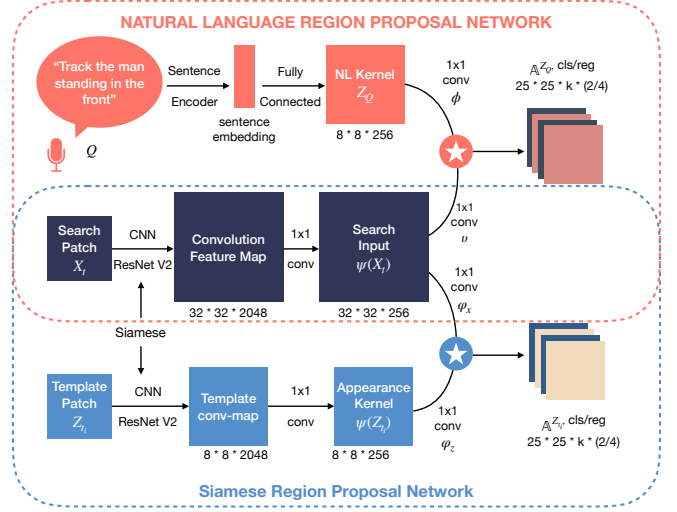 NATURAL LANGUAGE REGION PROPOSAL NETWORK
“Track the man
standing in the
front”
Q
Sentence
Encoder
sentence
embedding
Fully
Connected
NL Kernel
Z_Q
8 * 8 * 256
1x1
conv
ϕ
𝔸^{Z_Q}, cls/reg
25 * 25 * k * (2/4)
Search
Patch
X_t
CNN
ResNet V2
Convolution
Feature Map
32 * 32 * 2048
1x1
conv
Search
Input
ψ(X_t)
32 * 32 * 256
1x1
conv
υ
1x1
conv
φ_x
Siamese
Template
Patch
Z_{t_i}
CNN
ResNet V2
Template
conv-map
8 * 8 * 2048
1x1
conv
Appearance
Kernel
ψ(Z_{t_i})
8 * 8 * 256
1x1
conv
φ_z
𝔸^{Z_{t_i}}, cls/reg
25 * 25 * k * (2/4)
Siamese Region Proposal Network